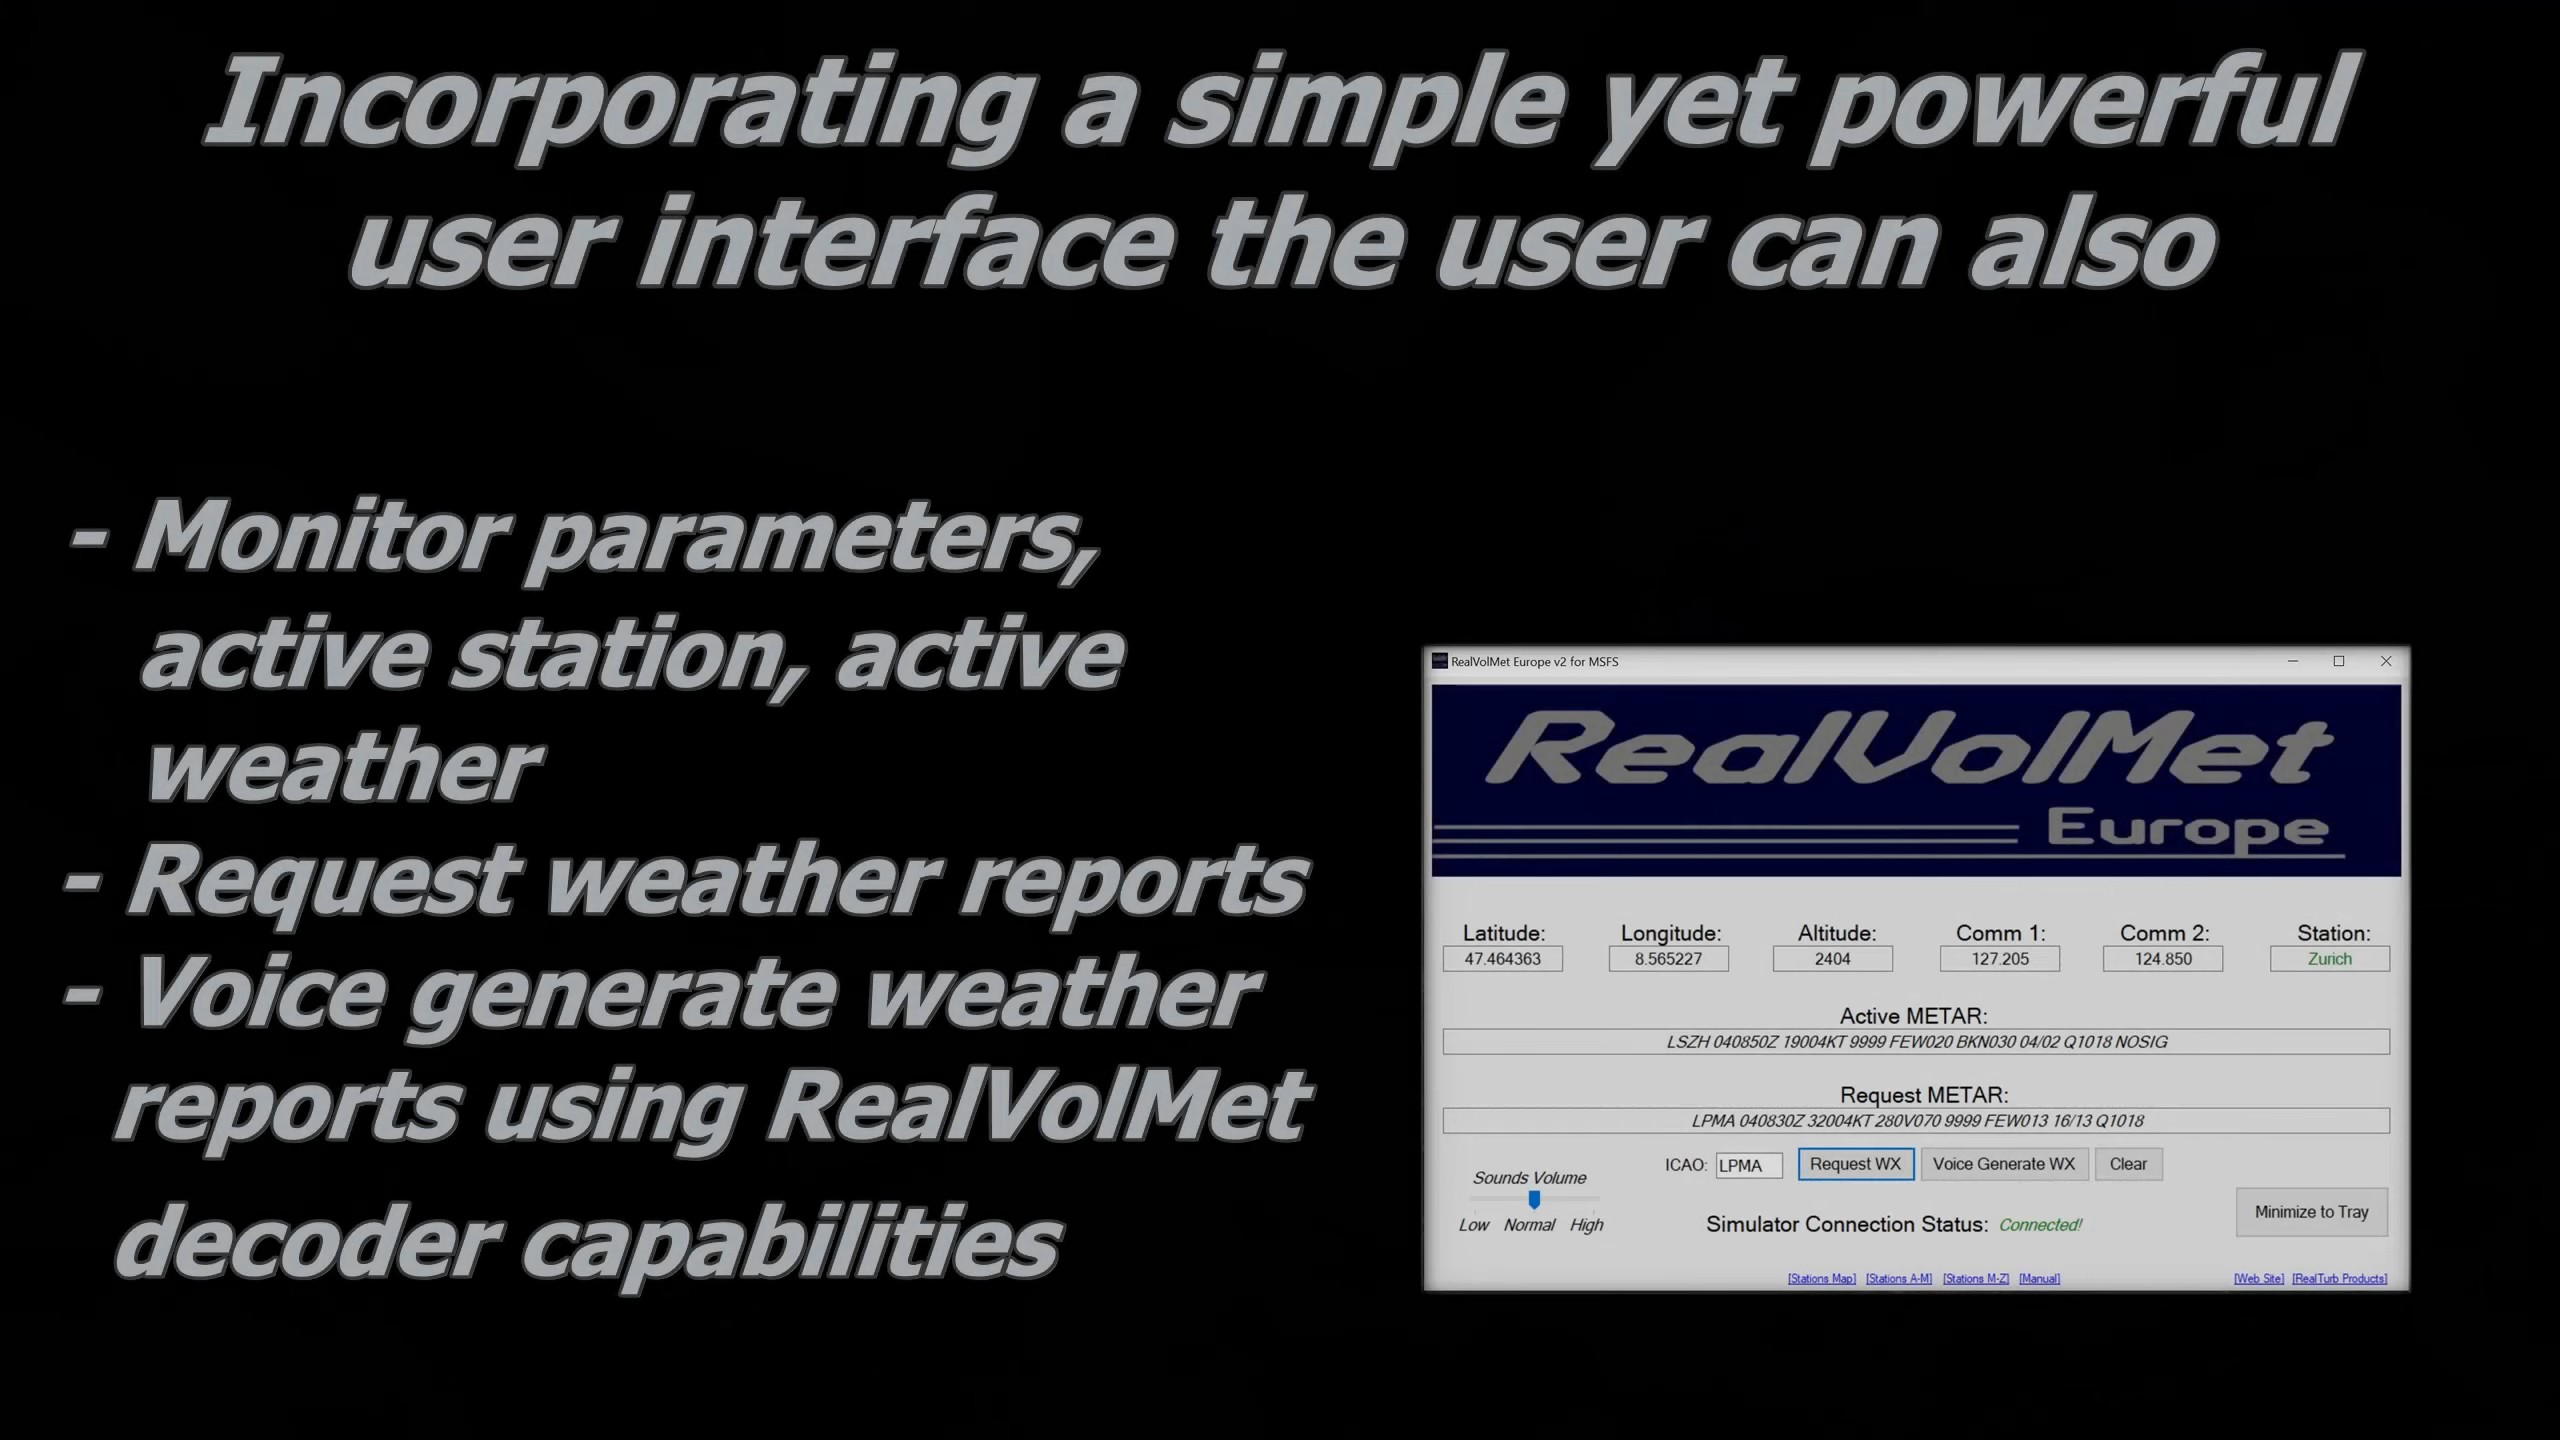 Incorporating a simple yet powerful
user interface the user can also
- Monitor parameters,
active station, active
weather
- Request weather reports
- Voice generate weather
reports using RealVolMet
decoder capabilities
RealVolMet Europe v2 for MSFS
RealVolMet
Europe
Latitude: Longitude: Altitude: Comm 1: Comm 2: Station:
47.464363 8.565227 2404 127.205 124.850 Zurich
Active METAR:
LSZH 040850Z 19004KT 9999 FEW020 BKN030 04/02 Q1018 NOSIG
Request METAR:
LPMA 040830Z 32004KT 280V070 9999 FEW013 16/13 Q1018
ICAO: LPMA Request WX Voice Generate WX Clear
Sounds Volume
Low Normal High
Simulator Connection Status: Connected!
Minimize to Tray
[Stations Map] [Stations A-M] [Stations M-Z] [Manual] [Web Site] [RealTurb Products]